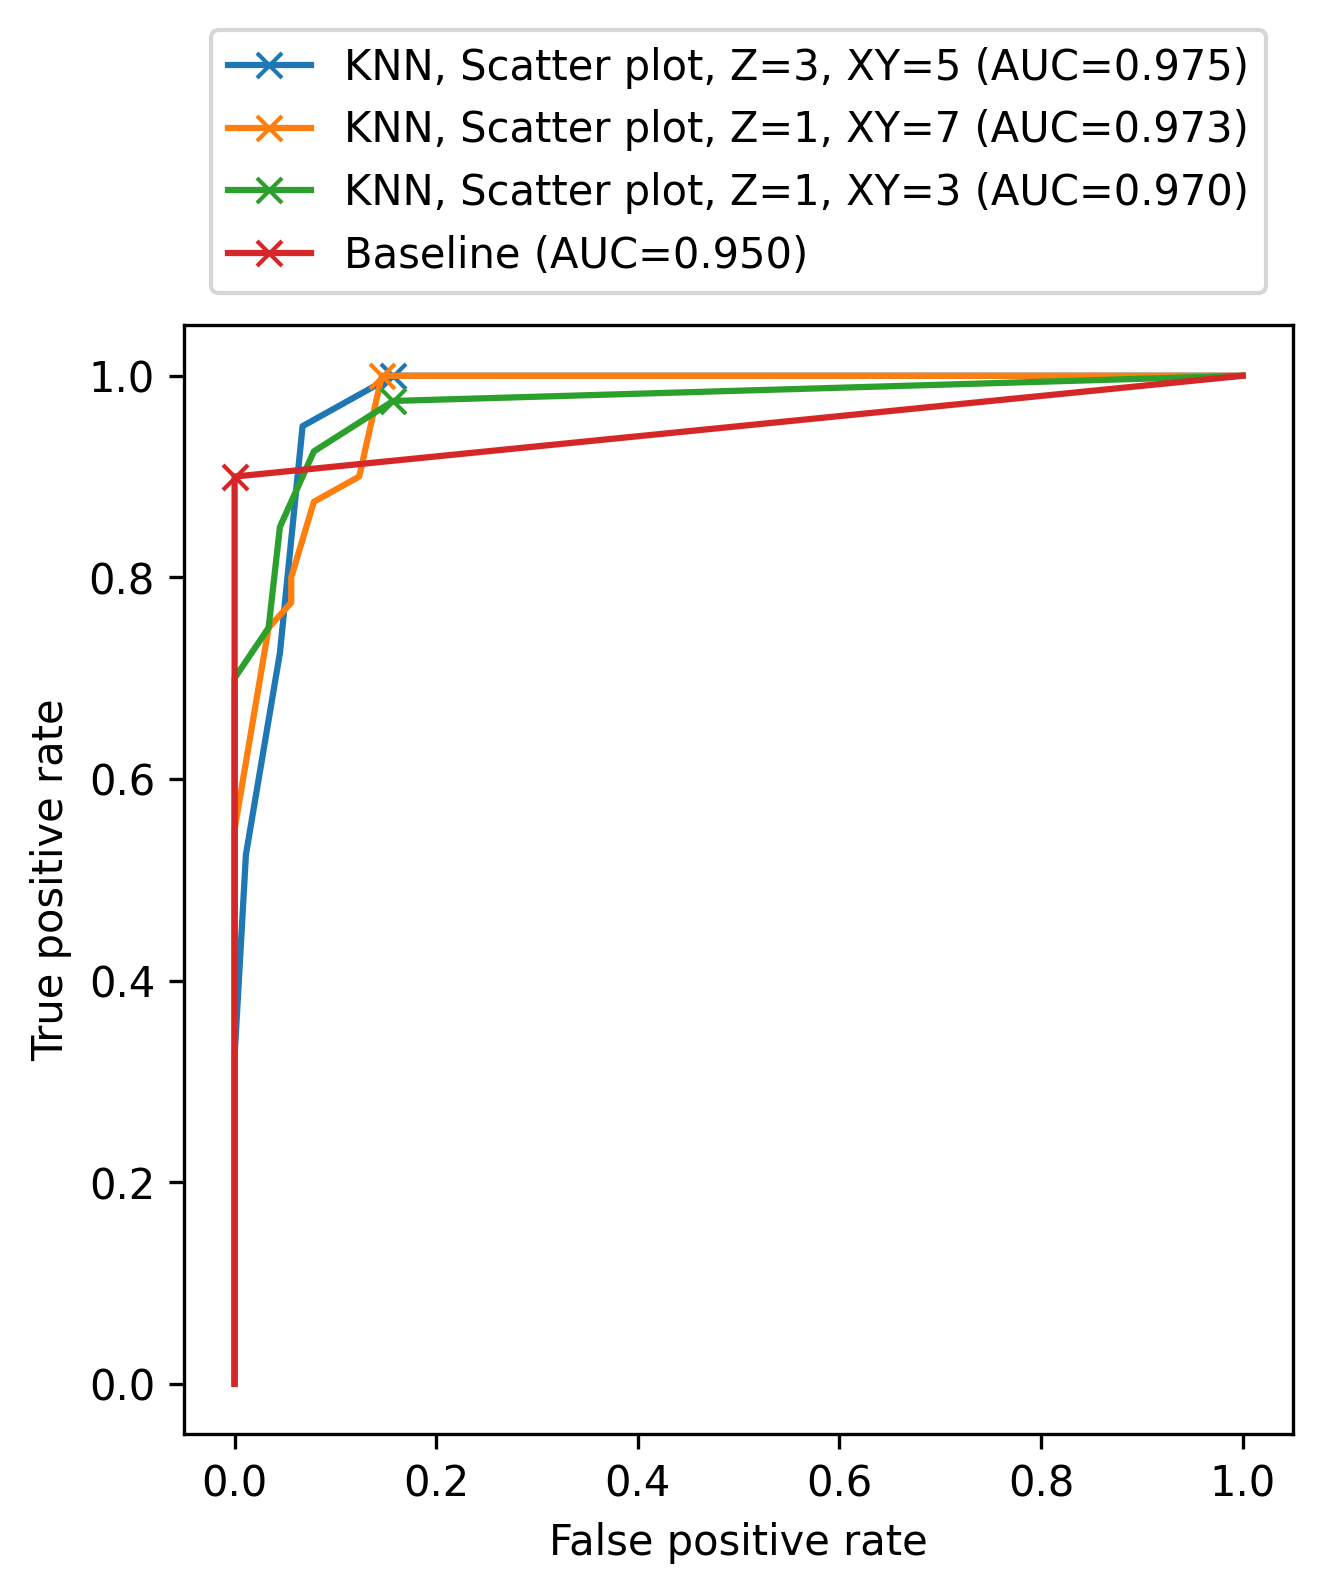 KNN, Scatter plot, Z=3, XY=5 (AUC=0.975)
KNN, Scatter plot, Z=1, XY=7 (AUC=0.973)
KNN, Scatter plot, Z=1, XY=3 (AUC=0.970)
Baseline (AUC=0.950)
1.0
0.8
0.6
0.4
0.2
0.0
True positive rate
0.0 0.2 0.4 0.6 0.8 1.0
False positive rate